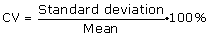 CV = Standard deviation / Mean • 100%